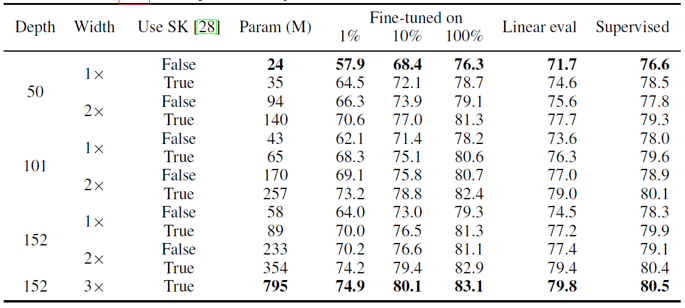 Depth Width Use SK [28] Param (M) Fine-tuned on Linear eval Supervised
1% 10% 100%
50 1× False 24 57.9 68.4 76.3 71.7 76.6
True 35 64.5 72.1 78.7 74.6 78.5
2× False 94 66.3 73.9 79.1 75.6 77.8
True 140 70.6 77.0 81.3 77.7 79.3
101 1× False 43 62.1 71.4 78.2 73.6 78.0
True 65 68.3 75.1 80.6 76.3 79.6
2× False 170 69.1 75.8 80.7 77.0 78.9
True 257 73.2 78.8 82.4 79.0 80.1
152 1× False 58 64.0 73.0 79.3 74.5 78.3
True 89 70.0 76.5 81.3 77.2 79.9
2× False 233 70.2 76.6 81.1 77.4 79.1
True 354 74.2 79.4 82.9 79.4 80.4
152 3× True 795 74.9 80.1 83.1 79.8 80.5